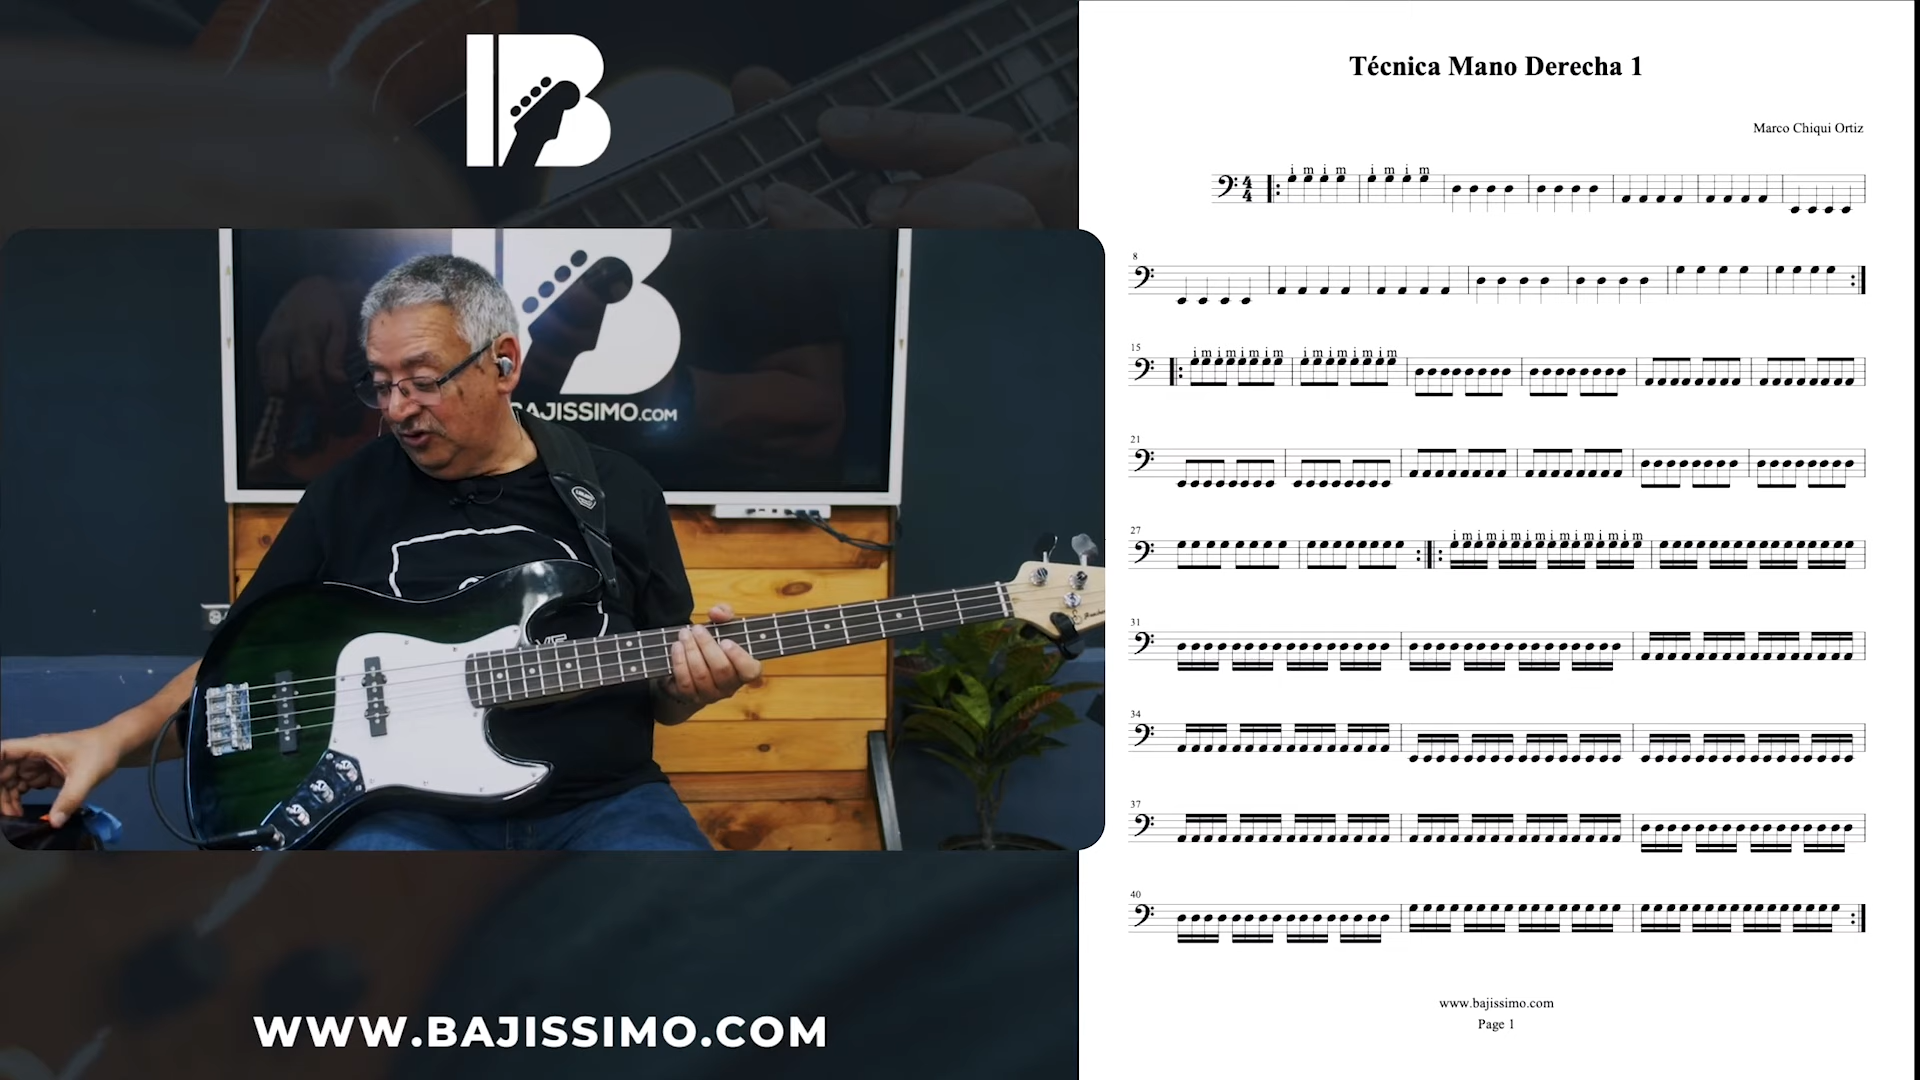 BAJISSIMO.COM
WWW.BAJISSIMO.COM
Técnica Mano Derecha 1
Marco Chiqui Ortiz
i m i m i m i m
8
15
i m i m i m i m i m i m i m i m
21
27
i m i m i m i m i m i m i m i m
31
34
37
40
www.bajissimo.com
Page 1